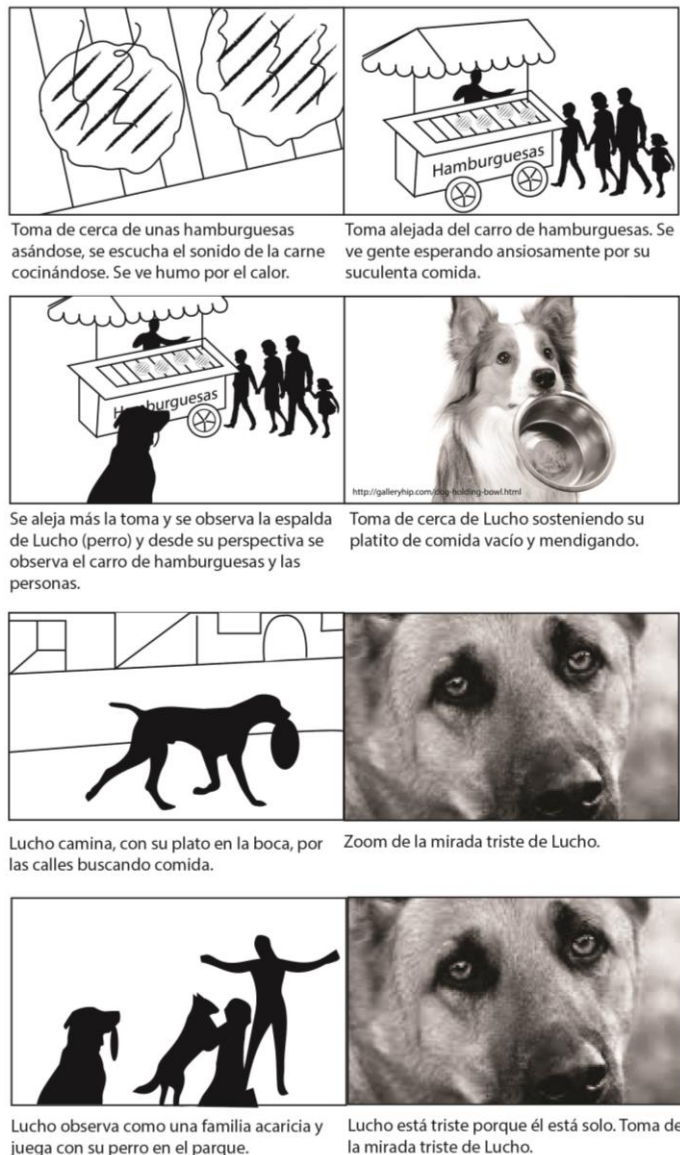 Hamburguesas
Toma de cerca de unas hamburguesas
asándose, se escucha el sonido de la carne
cocinándose. Se ve humo por el calor.
Toma alejada del carro de hamburguesas. Se
ve gente esperando ansiosamente por su
suculenta comida.
Hamburguesas
Se aleja más la toma y se observa la espalda
de Lucho (perro) y desde su perspectiva se
observa el carro de hamburguesas y las
personas.
http://galleryhip.com/dog-holding-bowl.html
Toma de cerca de Lucho sosteniendo su
platito de comida vacío y mendigando.
Lucho camina, con su plato en la boca, por
las calles buscando comida.
Zoom de la mirada triste de Lucho.
Lucho observa como una familia acaricia y
juega con su perro en el parque.
Lucho está triste porque él está solo. Toma de
la mirada triste de Lucho.